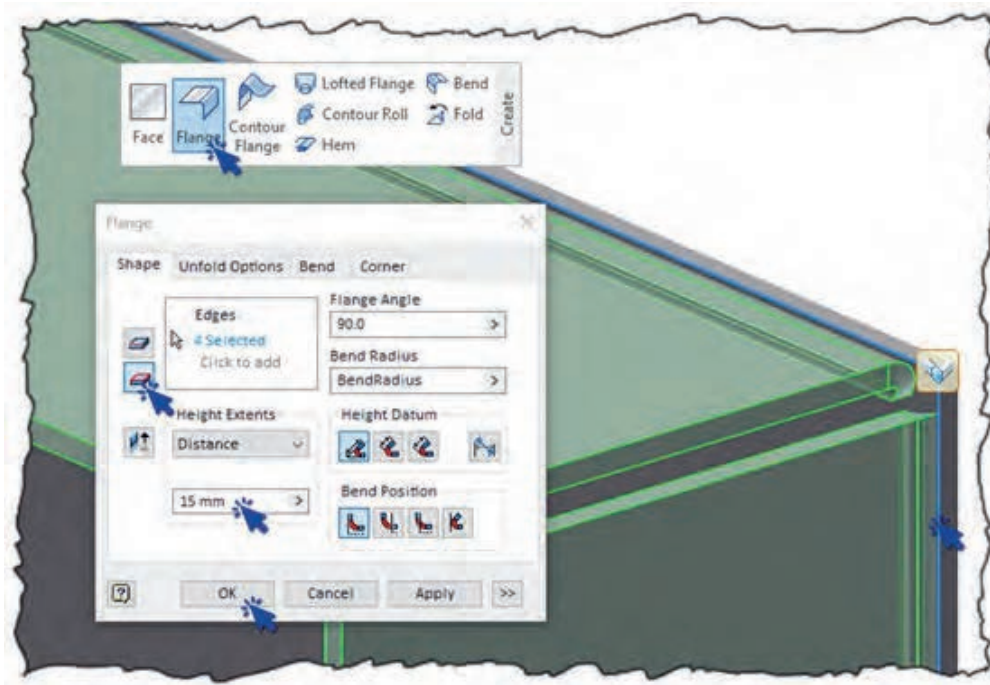 Face
Flange
Contour
Flange
Lofted Flange
Contour Roll
Hem
Bend
Fold
Create
Flange
Shape
Unfold Options
Bend
Corner
Edges
4 Selected
Click to add
Flange Angle
90.0 >
Bend Radius
BendRadius >
Height Extents
Distance
15 mm >
Height Datum
Bend Position
?
OK
Cancel
Apply
>>